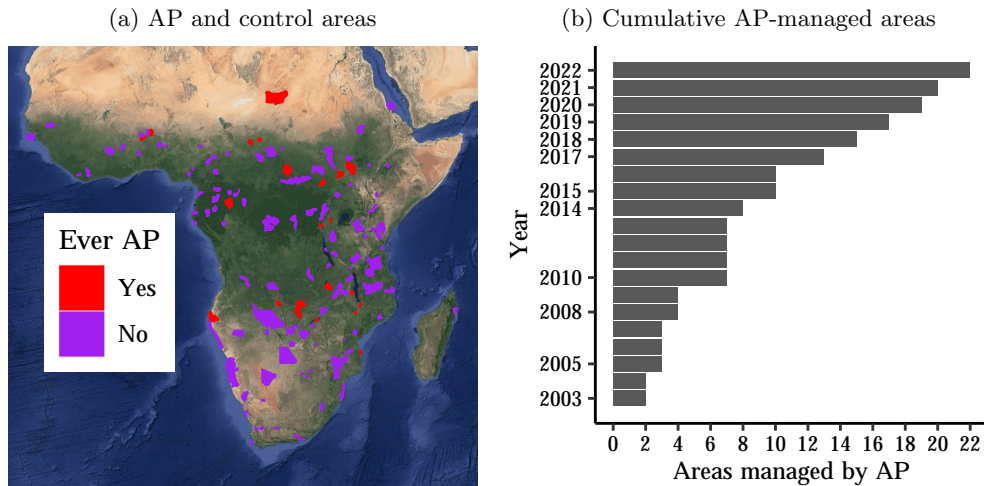 (a) AP and control areas
Ever AP
Yes
No
(b) Cumulative AP-managed areas
Year
2022
2021
2020
2019
2018
2017
2015
2014
2010
2008
2005
2003
0 2 4 6 8 10 12 14 16 18 20 22
Areas managed by AP